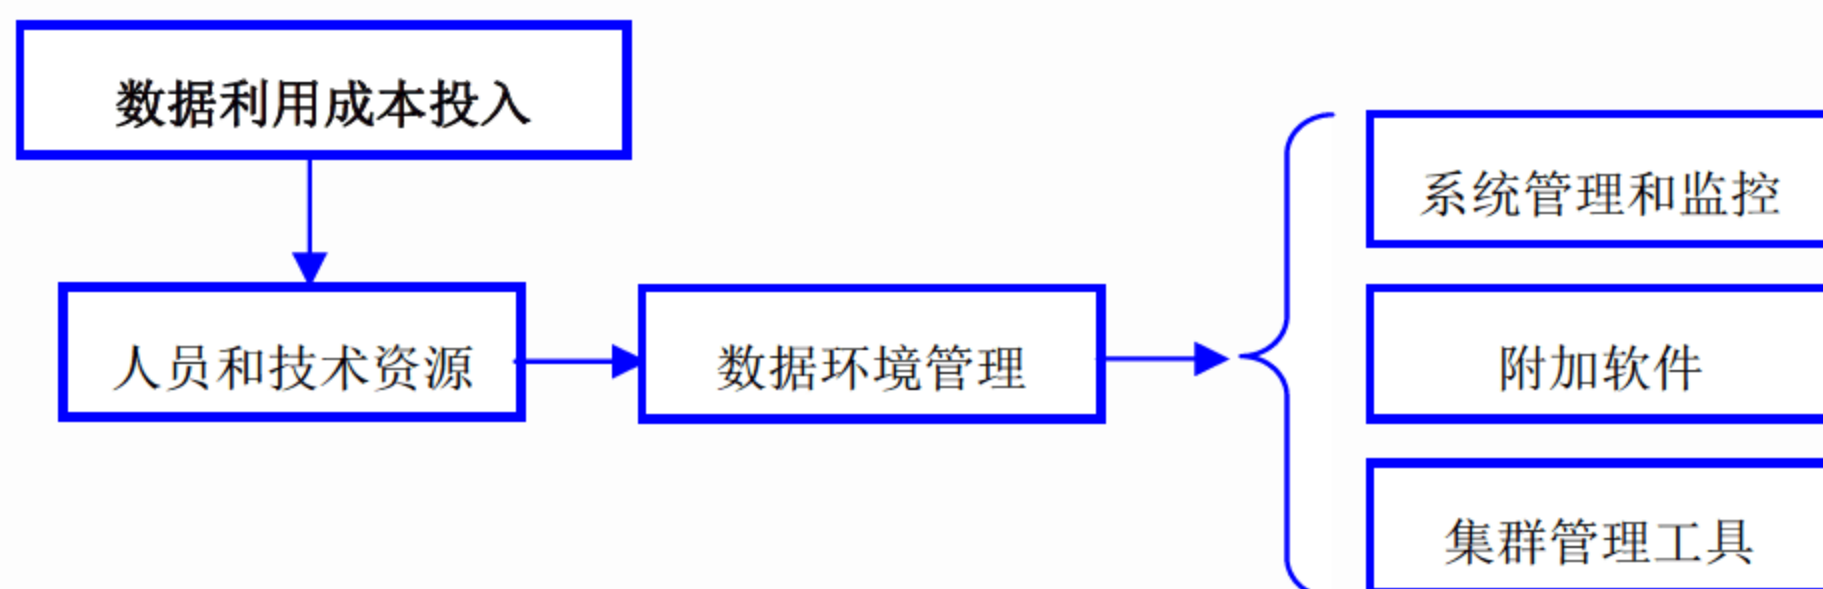 数据利用成本投入
人员和技术资源
数据环境管理
系统管理和监控
附加软件
集群管理工具